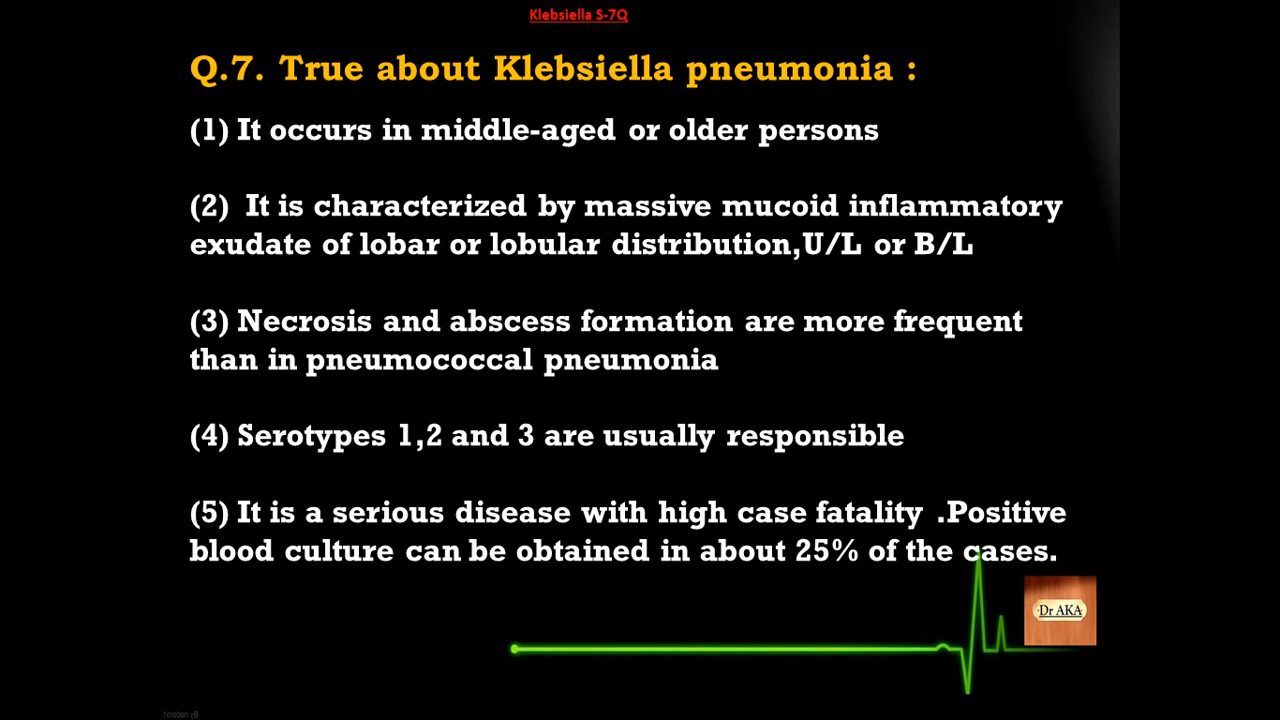 Klebsiella S-7Q
Q.7. True about Klebsiella pneumonia :
(1) It occurs in middle-aged or older persons
(2) It is characterized by massive mucoid inflammatory
exudate of lobar or lobular distribution,U/L or B/L
(3) Necrosis and abscess formation are more frequent
than in pneumococcal pneumonia
(4) Serotypes 1,2 and 3 are usually responsible
(5) It is a serious disease with high case fatality .Positive
blood culture can be obtained in about 25% of the cases.
Dr AKA